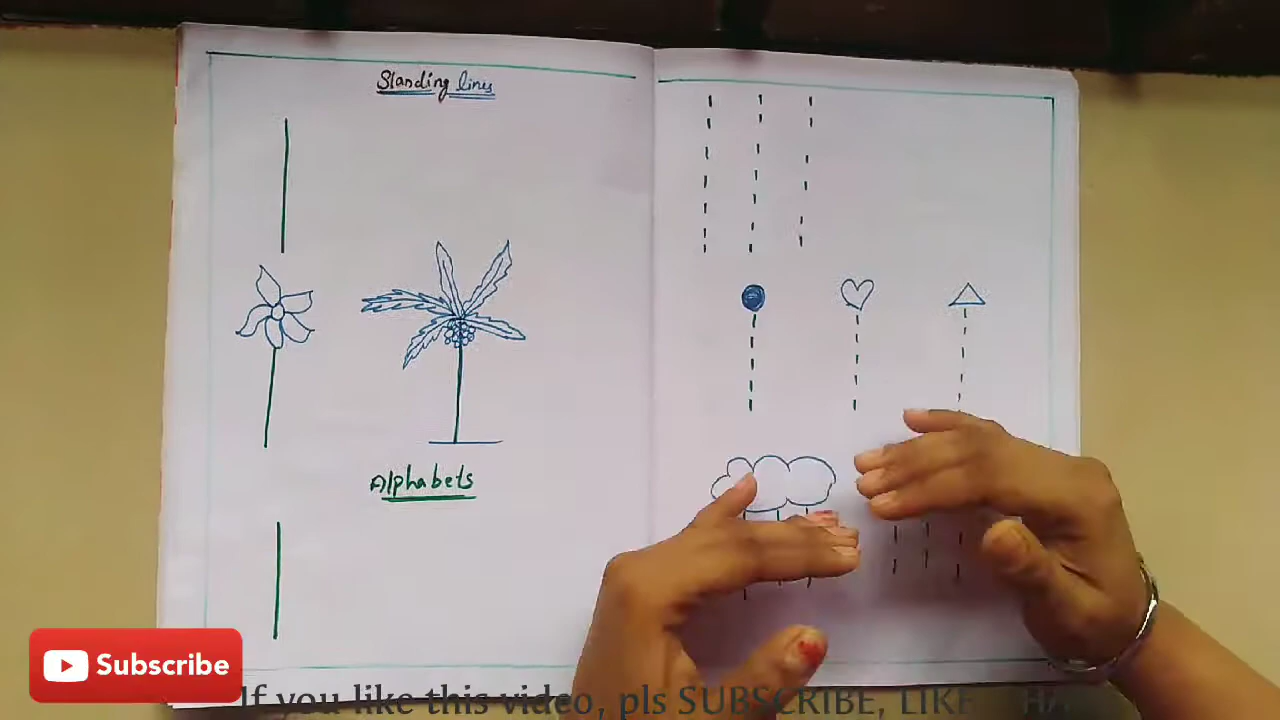 Standing lines
Alphabets
Subscribe
If you like this video, pls SUBSCRIBE, LIKE